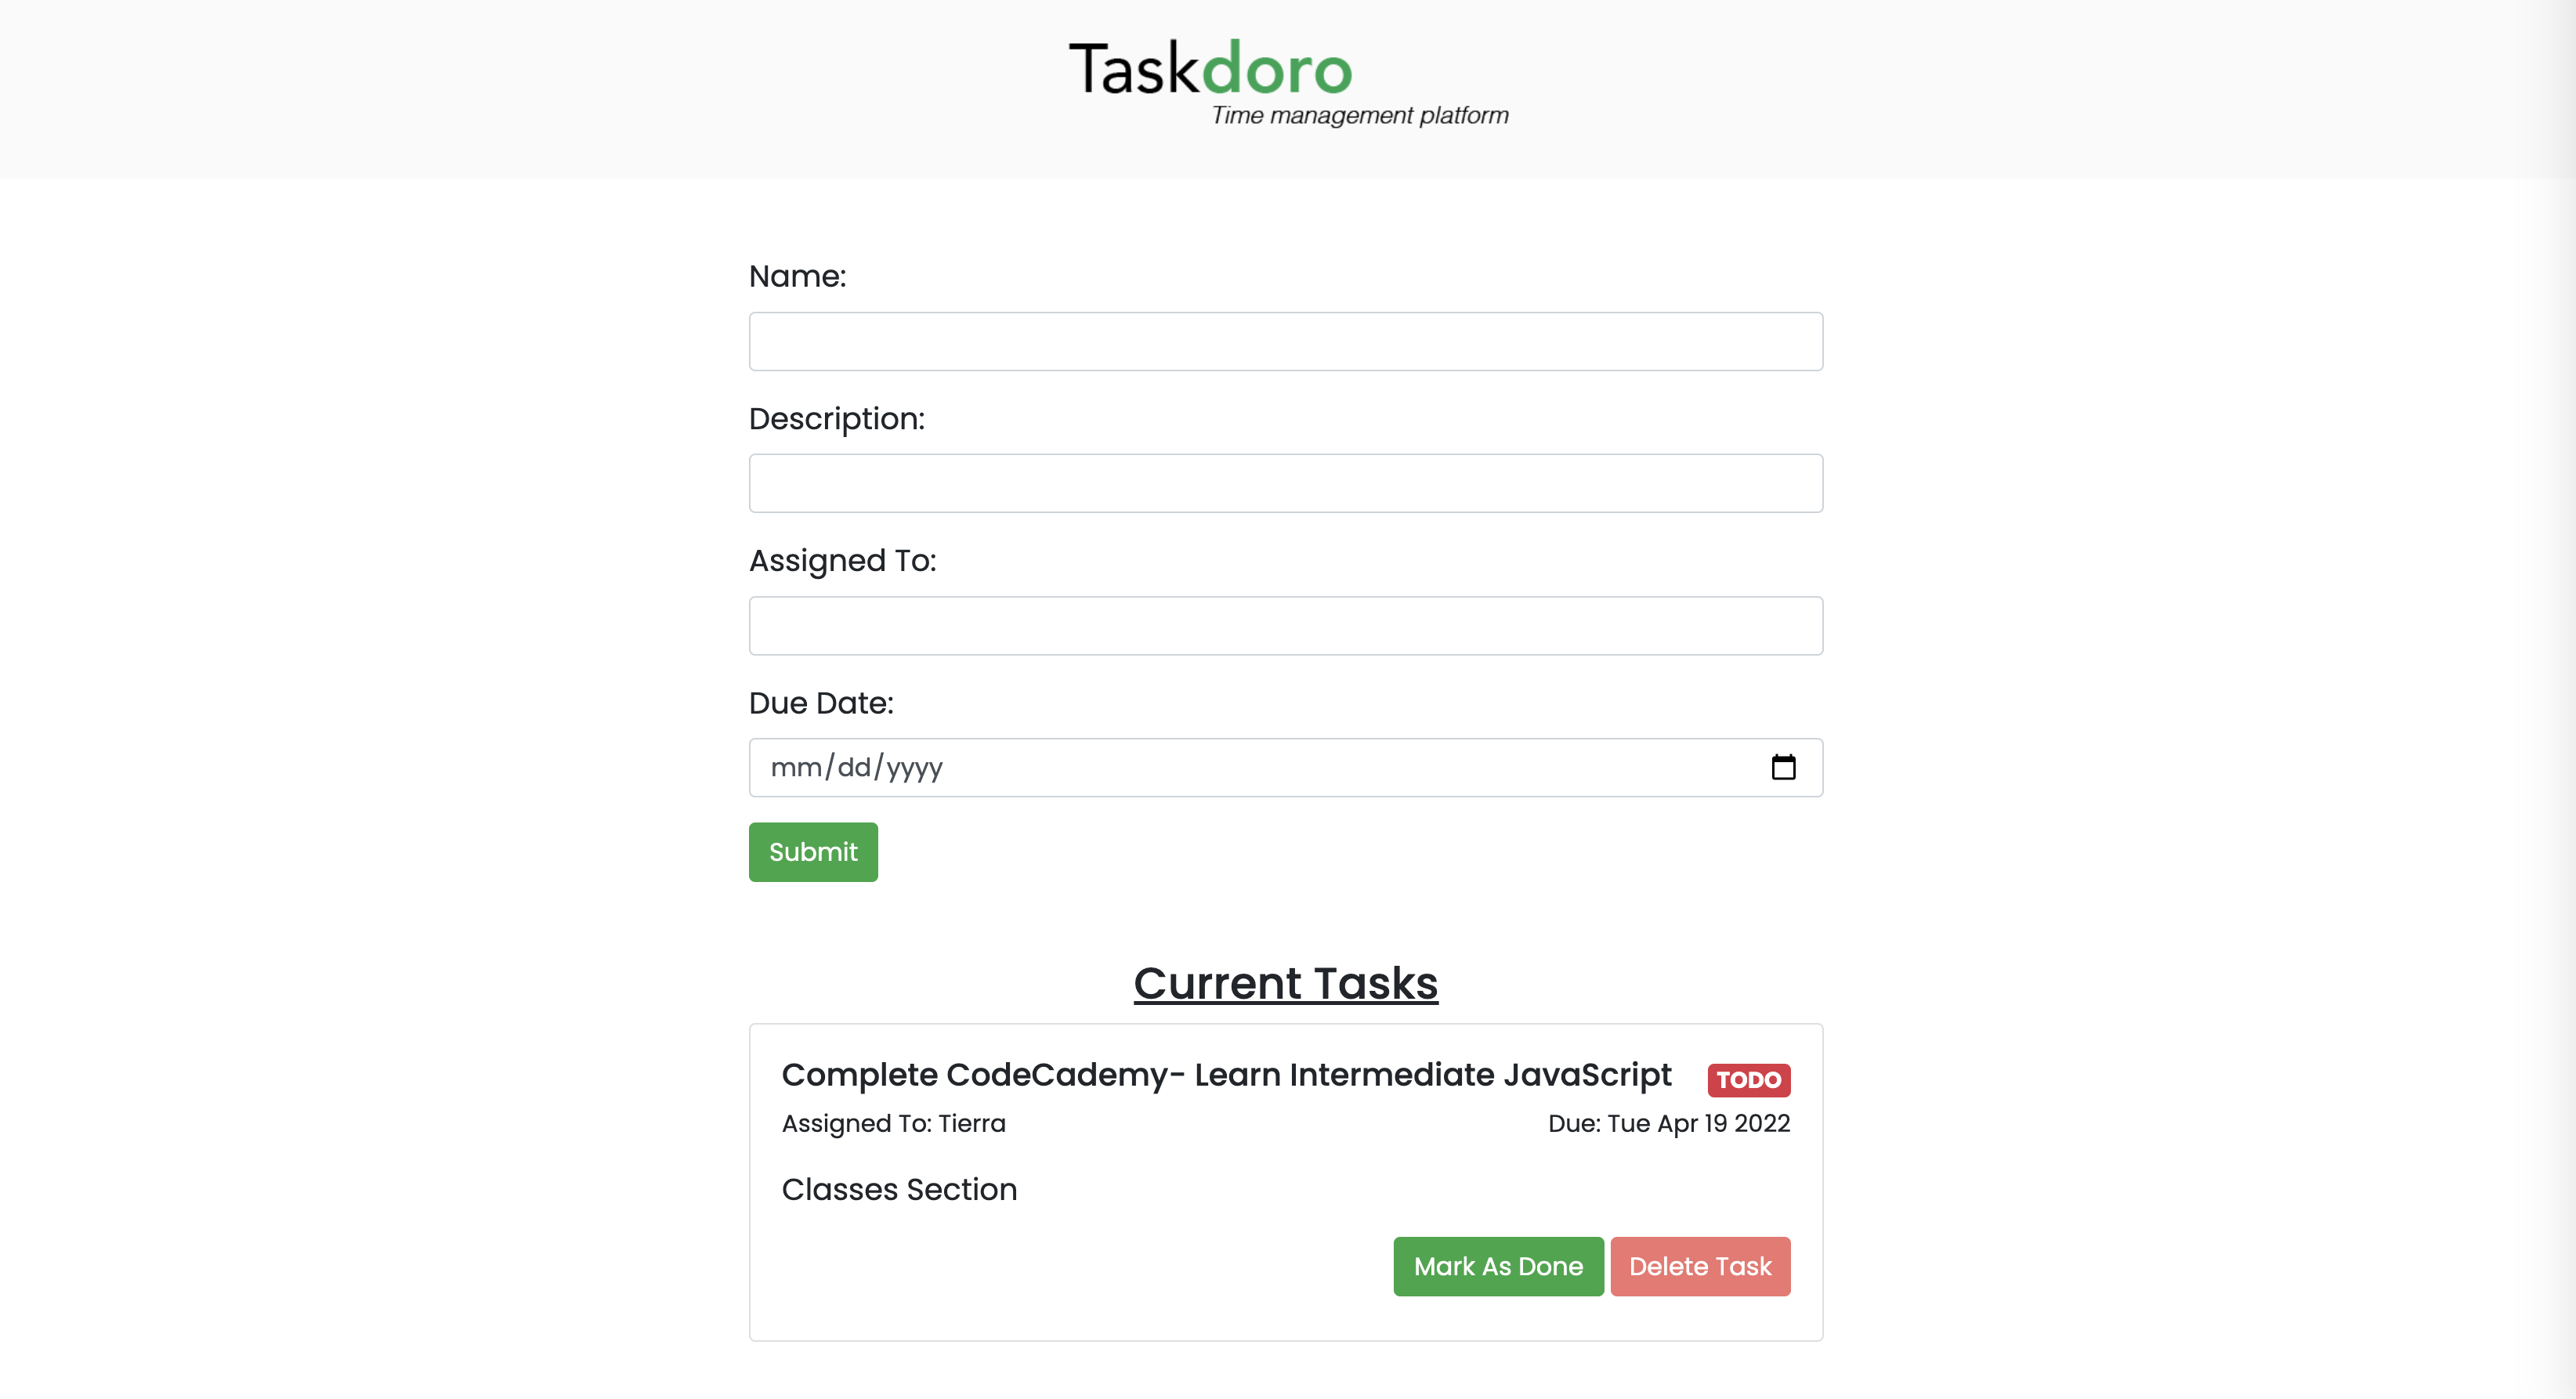 Taskdoro
Time management platform
Name:
Description:
Assigned To:
Due Date:
mm/dd/yyyy
Submit
Current Tasks
Complete CodeCademy- Learn Intermediate JavaScript TODO
Assigned To: Tierra Due: Tue Apr 19 2022
Classes Section
Mark As Done Delete Task